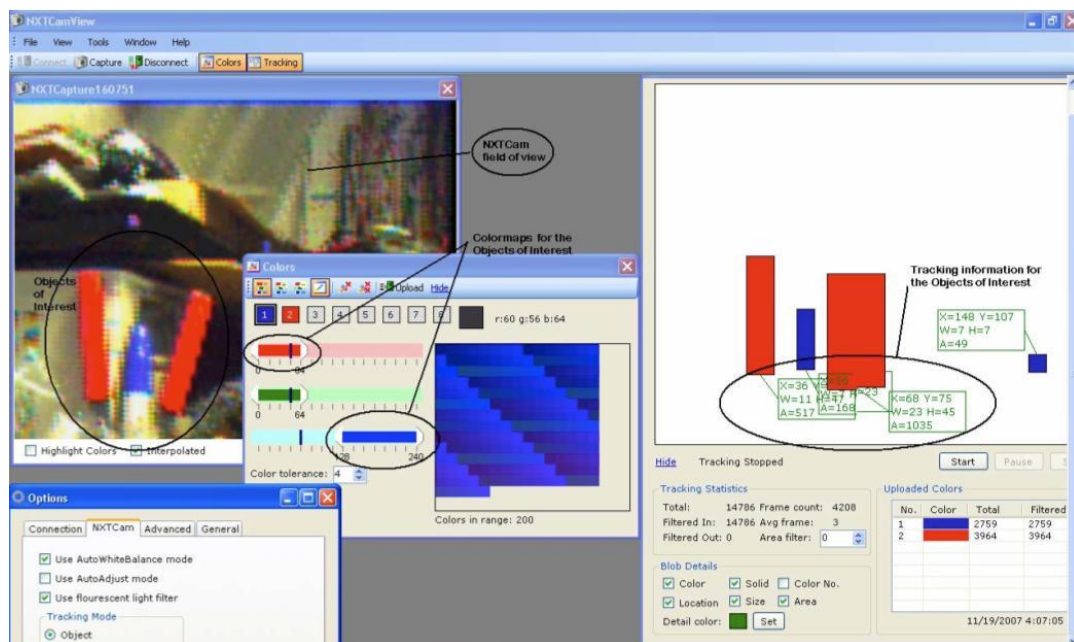 NXTCamView
File View Tools Window Help
Connect Capture Disconnect Colors Tracking
NXTCapture160751
NXTCam
field of view
Objects
of
Interest
Colormaps for the
Objects of Interest
Highlight Colors Interpolated
Colors
Upload Hide
1 2 3 4 5 6 7 8 r:60 g:56 b:64
0 64
0 64
128 240
Color tolerance: 4
Colors in range: 200
Options
Connection NXTCam Advanced General
Use AutoWhiteBalance mode
Use AutoAdjust mode
Use flourescent light filter
Tracking Mode
Object
Tracking information for
the Objects of Interest
X=148 Y=107
W=7 H=7
A=49
X=36
W=11 H=47
A=517
H=23
A=168
X=68 Y=75
W=23 H=45
A=1035
Hide Tracking Stopped Start Pause
Tracking Statistics
Total: 14786 Frame count: 4208
Filtered In: 14786 Avg frame: 3
Filtered Out: 0 Area filter: 0
Blob Details
Color Solid Color No.
Location Size Area
Detail color: Set
Uploaded Colors
No. Color Total Filtered
1 2759 2759
2 3964 3964
11/19/2007 4:07:05